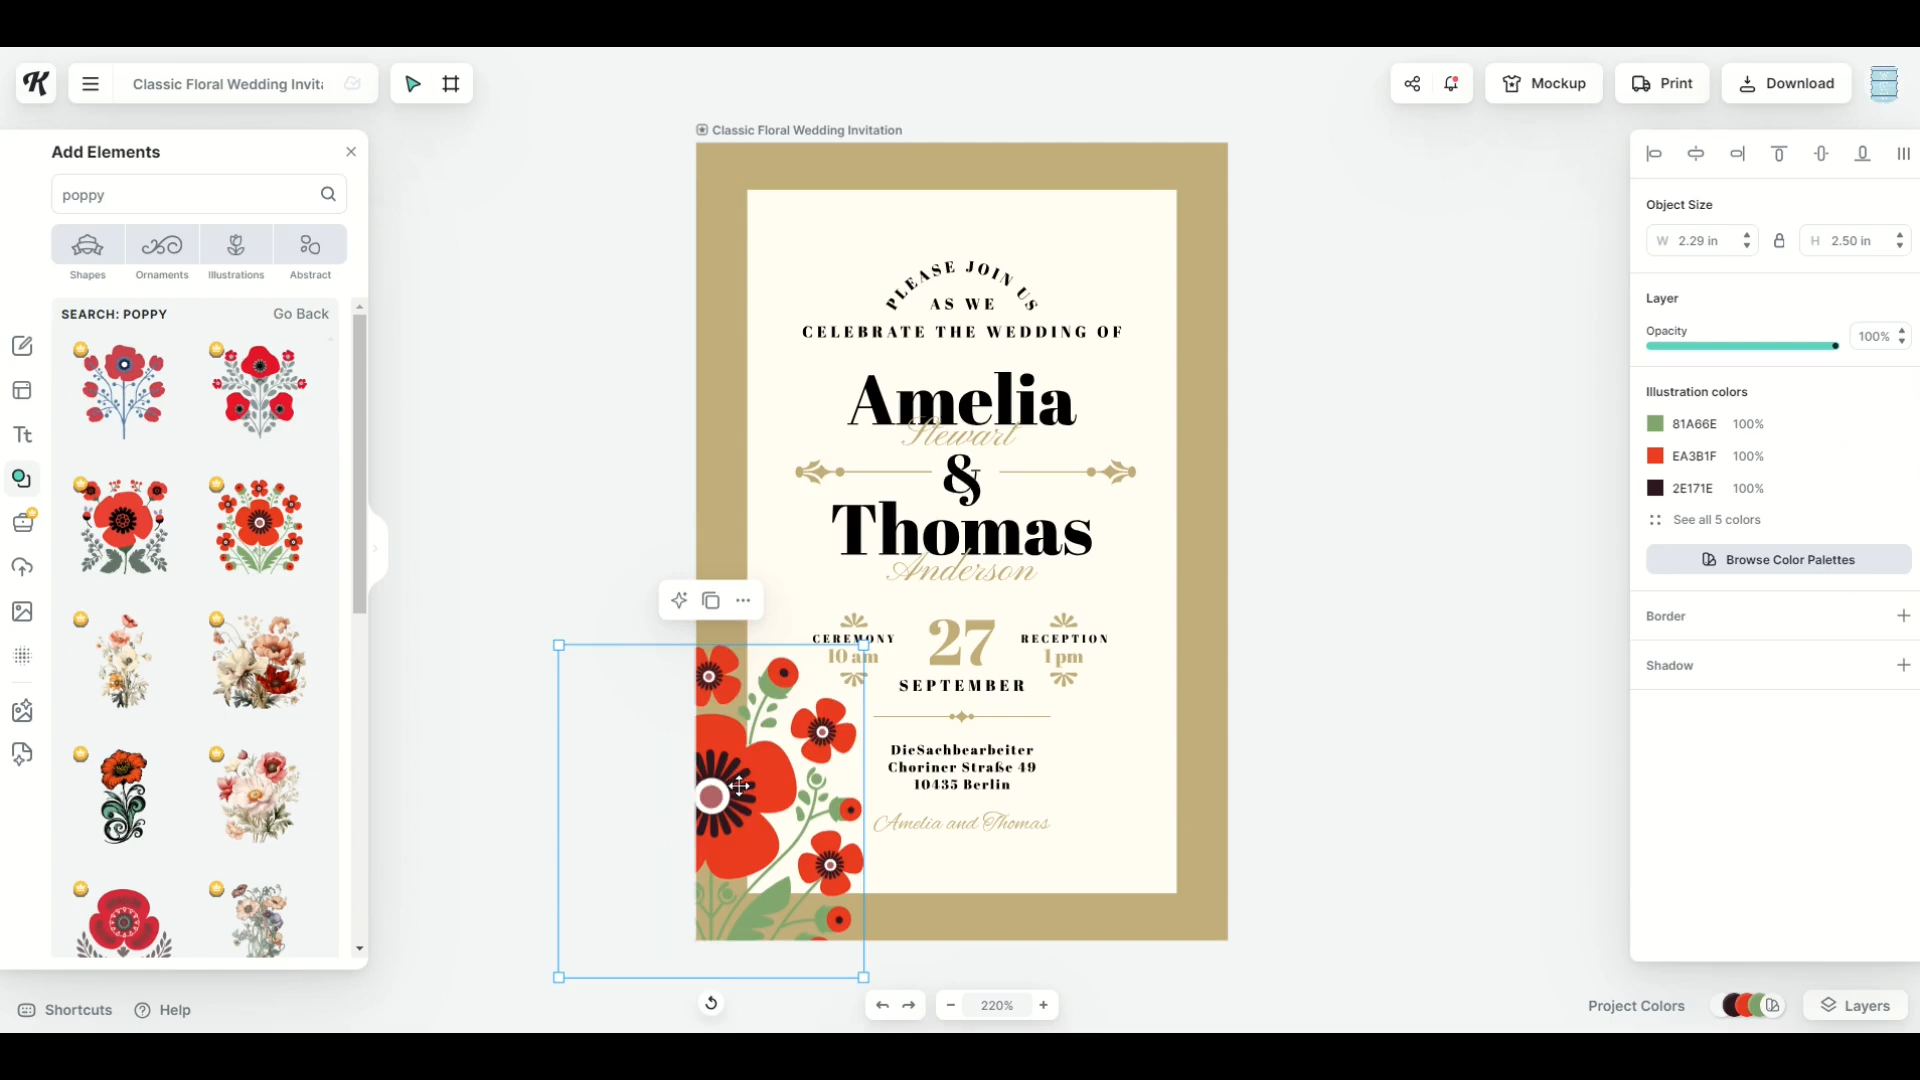 K
Classic Floral Wedding Invita
Mockup
Print
Download
Add Elements
poppy
Shapes
Ornaments
Illustrations
Abstract
SEARCH: POPPY
Go Back
Tt
Shortcuts
Help
Classic Floral Wedding Invitation
PLEASE JOIN US
AS WE
CELEBRATE THE WEDDING OF
Amelia
Stewart
&
Thomas
Anderson
CEREMONY
10 am
27
SEPTEMBER
RECEPTION
1 pm
DieSachbearbeiter
Choriner Straße 49
10435 Berlin
Amelia and Thomas
220%
Object Size
W 2.29 in
H 2.50 in
Layer
Opacity
100%
Illustration colors
81A66E 100%
EA3B1F 100%
2E171E 100%
See all 5 colors
Browse Color Palettes
Border
Shadow
Project Colors
Layers